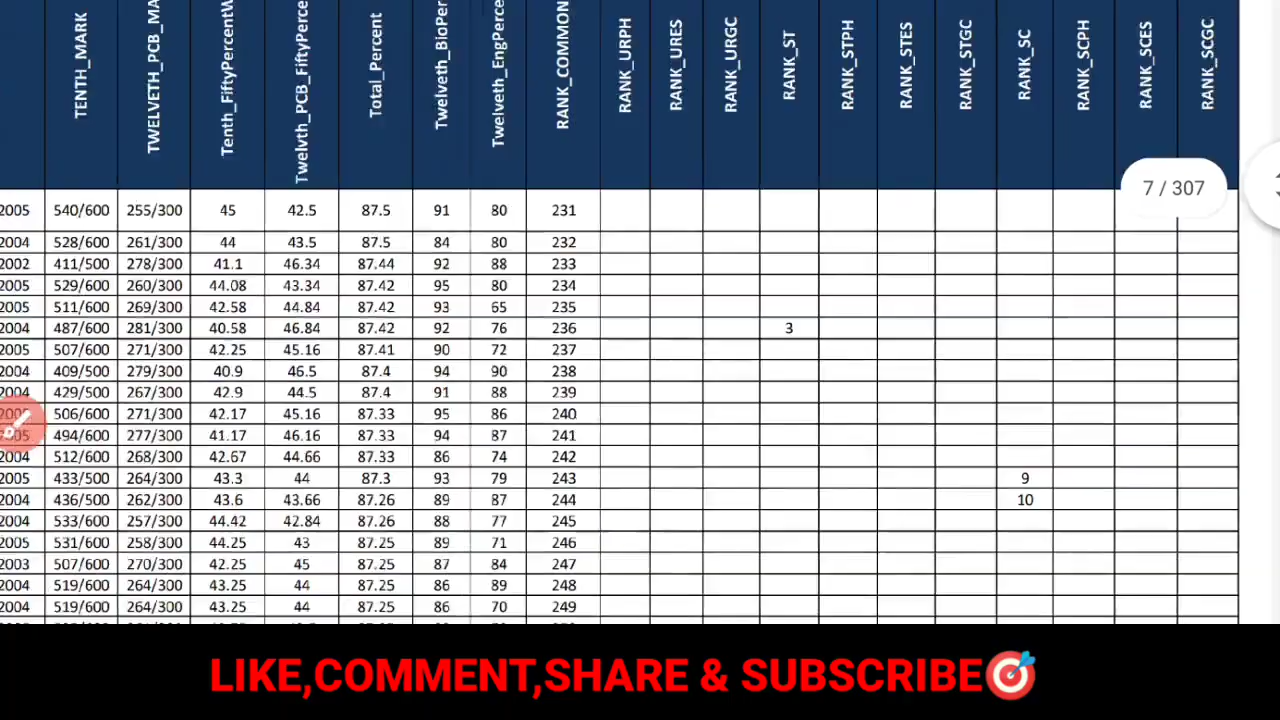 TENTH_MARK TWELVETH_PCB_MA Tenth_FiftyPercentW Twelvth_PCB_FiftyPerce Total_Percent Twelveth_BioPer Twelveth_EngPerce RANK_COMMON RANK_URPH RANK_URES RANK_URGC RANK_ST RANK_STPH RANK_STES RANK_STGC RANK_SC RANK_SCPH RANK_SCES RANK_SCGC
7 / 307
2005 540/600 255/300 45 42.5 87.5 91 80 231
2004 528/600 261/300 44 43.5 87.5 84 80 232
2002 411/500 278/300 41.1 46.34 87.44 92 88 233
2005 529/600 260/300 44.08 43.34 87.42 95 80 234
2005 511/600 269/300 42.58 44.84 87.42 93 65 235
2004 487/600 281/300 40.58 46.84 87.42 92 76 236 3
2005 507/600 271/300 42.25 45.16 87.41 90 72 237
2004 409/500 279/300 40.9 46.5 87.4 94 90 238
2004 429/500 267/300 42.9 44.5 87.4 91 88 239
506/600 271/300 42.17 45.16 87.33 95 86 240
494/600 277/300 41.17 46.16 87.33 94 87 241
2004 512/600 268/300 42.67 44.66 87.33 86 74 242
2005 433/500 264/300 43.3 44 87.3 93 79 243 9
2004 436/500 262/300 43.6 43.66 87.26 89 87 244 10
2004 533/600 257/300 44.42 42.84 87.26 88 77 245
2005 531/600 258/300 44.25 43 87.25 89 71 246
2003 507/600 270/300 42.25 45 87.25 87 84 247
2004 519/600 264/300 43.25 44 87.25 86 89 248
2004 519/600 264/300 43.25 44 87.25 86 70 249
LIKE,COMMENT,SHARE & SUBSCRIBE